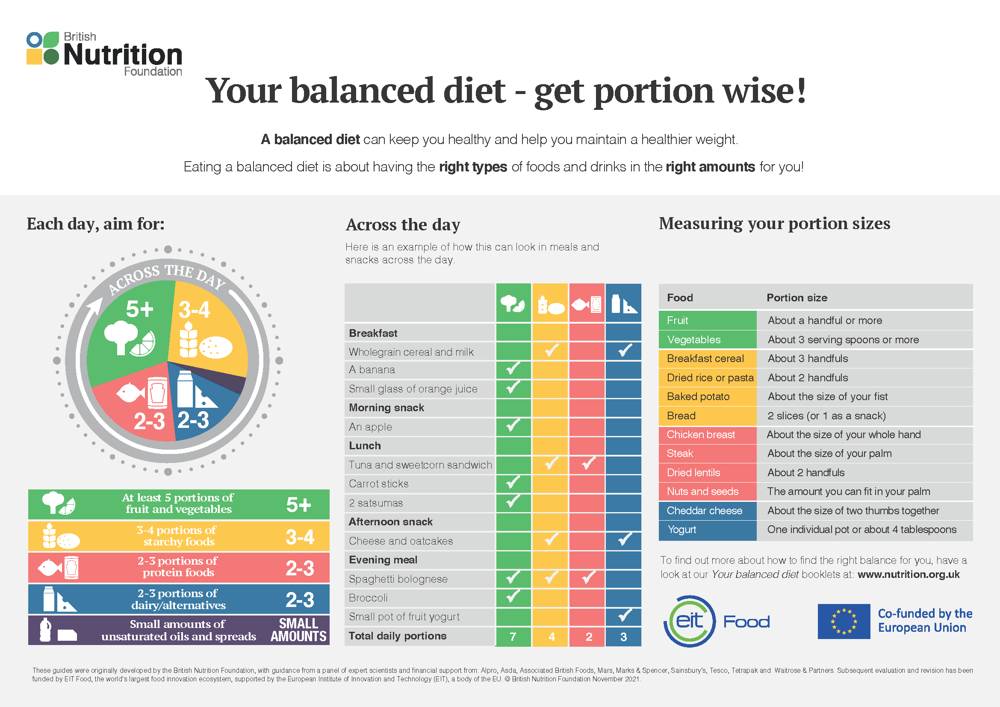 British
Nutrition
Foundation
Your balanced diet - get portion wise!
A balanced diet can keep you healthy and help you maintain a healthier weight.
Eating a balanced diet is about having the right types of foods and drinks in the right amounts for you!
Each day, aim for:
ACROSS THE DAY
5+
3-4
2-3
2-3
At least 5 portions of
fruit and vegetables
5+
3-4 portions of
starchy foods
3-4
2-3 portions of
protein foods
2-3
2-3 portions of
dairy/alternatives
2-3
Small amounts of
unsaturated oils and spreads
SMALL
AMOUNTS
Across the day
Here is an example of how this can look in meals and
snacks across the day.
Breakfast
Wholegrain cereal and milk
A banana
Small glass of orange juice
Morning snack
An apple
Lunch
Tuna and sweetcorn sandwich
Carrot sticks
2 satsumas
Afternoon snack
Cheese and oatcakes
Evening meal
Spaghetti bolognese
Broccoli
Small pot of fruit yogurt
Total daily portions 7 4 2 3
Measuring your portion sizes
Food Portion size
Fruit About a handful or more
Vegetables About 3 serving spoons or more
Breakfast cereal About 3 handfuls
Dried rice or pasta About 2 handfuls
Baked potato About the size of your fist
Bread 2 slices (or 1 as a snack)
Chicken breast About the size of your whole hand
Steak About the size of your palm
Dried lentils About 2 handfuls
Nuts and seeds The amount you can fit in your palm
Cheddar cheese About the size of two thumbs together
Yogurt One individual pot or about 4 tablespoons
To find out more about how to find the right balance for you, have a
look at our Your balanced diet booklets at: www.nutrition.org.uk
eit Food
Co-funded by the
European Union
These guides were originally developed by the British Nutrition Foundation, with guidance from a panel of expert scientists and financial support from: Alpro, Asda, Associated British Foods, Mars, Marks & Spencer, Sainsbury's, Tesco, Tetrapak and Waitrose & Partners. Subsequent evaluation and revision has been
funded by EIT Food, the world's largest food innovation ecosystem, supported by the European Institute of Innovation and Technology (EIT), a body of the EU. © British Nutrition Foundation November 2021.